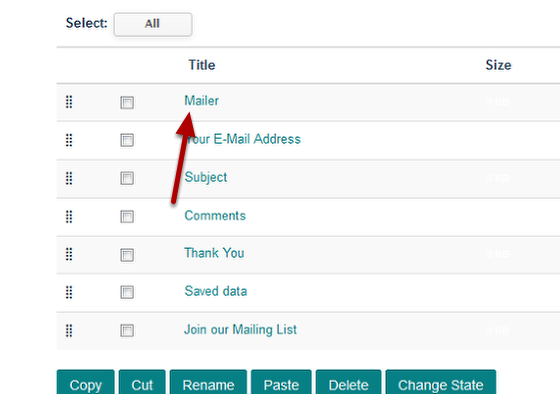 Select: All
Title Size
Mailer
Your E-Mail Address
Subject
Comments
Thank You
Saved data
Join our Mailing List
Copy Cut Rename Paste Delete Change State